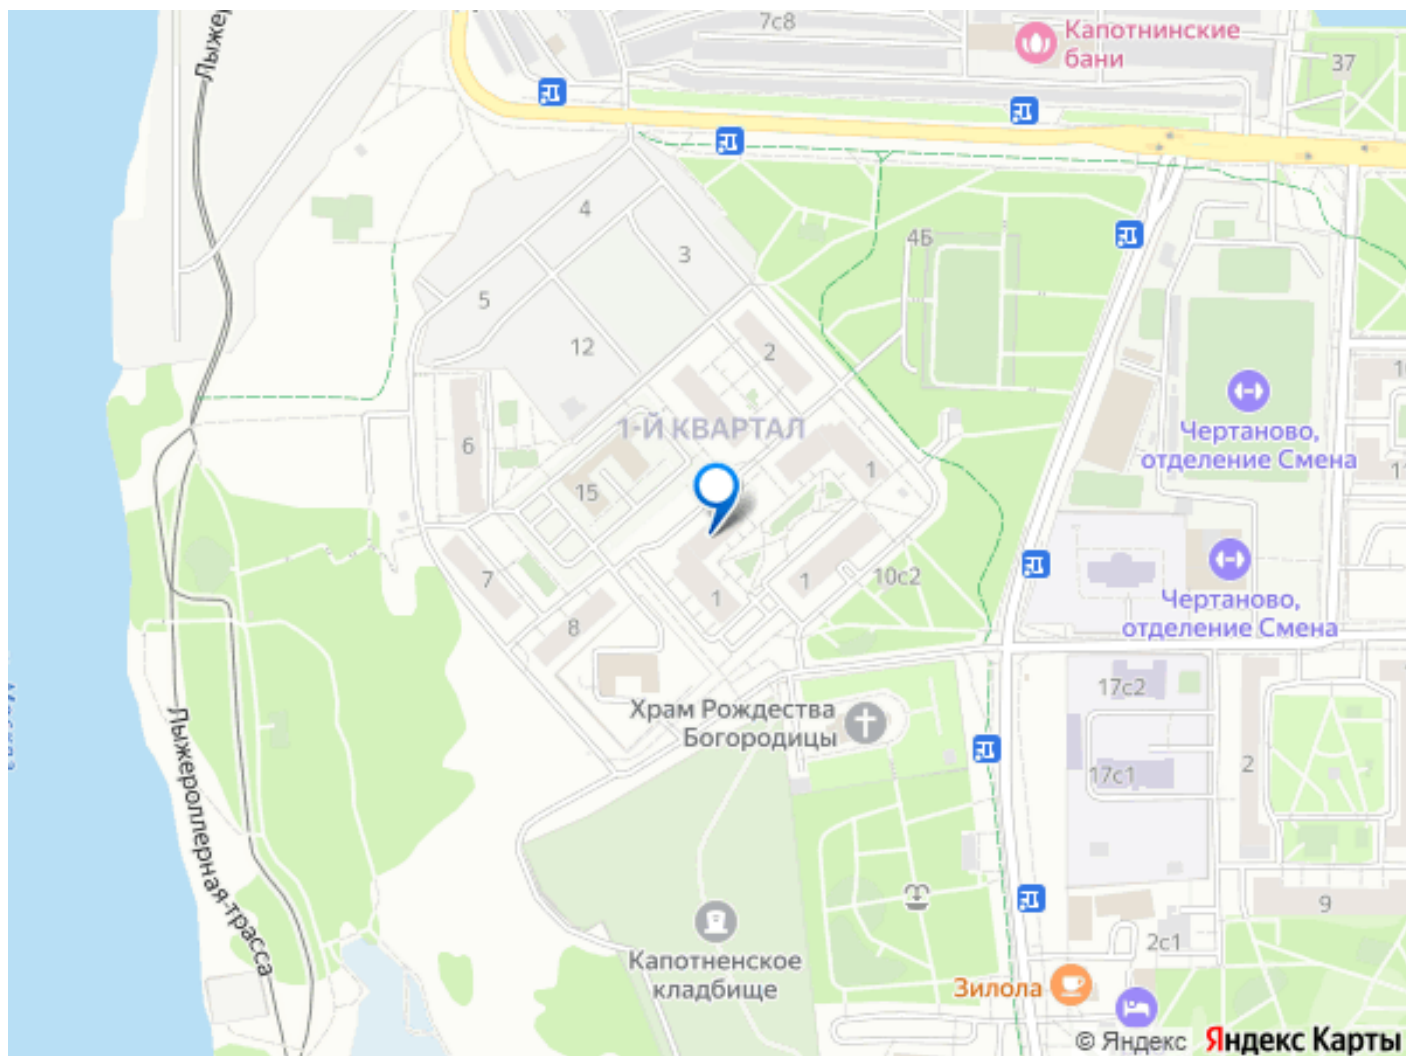 Лыже
7с8
Капотнинские
бани
37
4
4Б
3
5
12
2
1-Й КВАРТАЛ
6
1
15
Чертаново,
отделение Смена
7
1
1
10с2
8
Чертаново,
отделение Смена
17с2
Храм Рождества
Богородицы
17с1
2
Лыжероллерная-трасса
9
2с1
Капотненское
кладбище
Зилола
© Яндекс Яндекс Карты